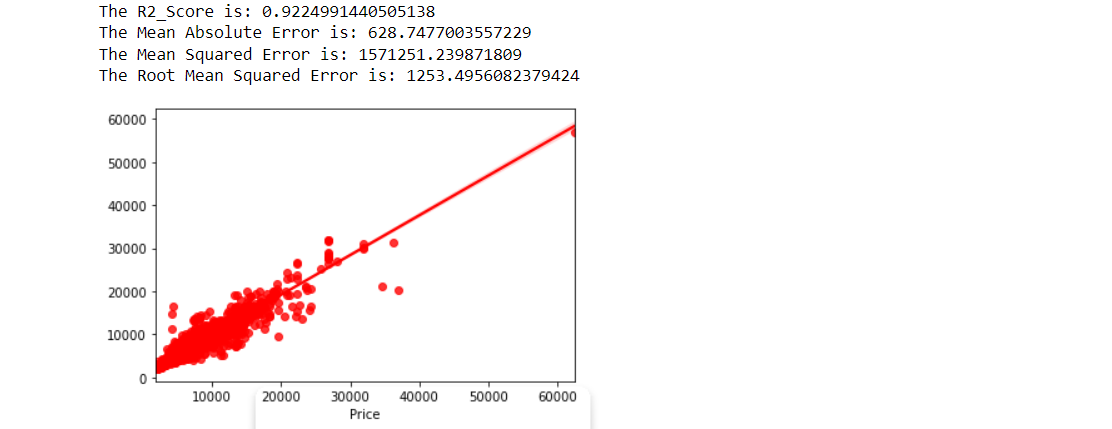 The R2_Score is: 0.9224991440505138
The Mean Absolute Error is: 628.7477003557229
The Mean Squared Error is: 1571251.239871809
The Root Mean Squared Error is: 1253.4956082379424
60000
50000
40000
30000
20000
10000
0
10000 20000 30000 40000 50000 60000
Price